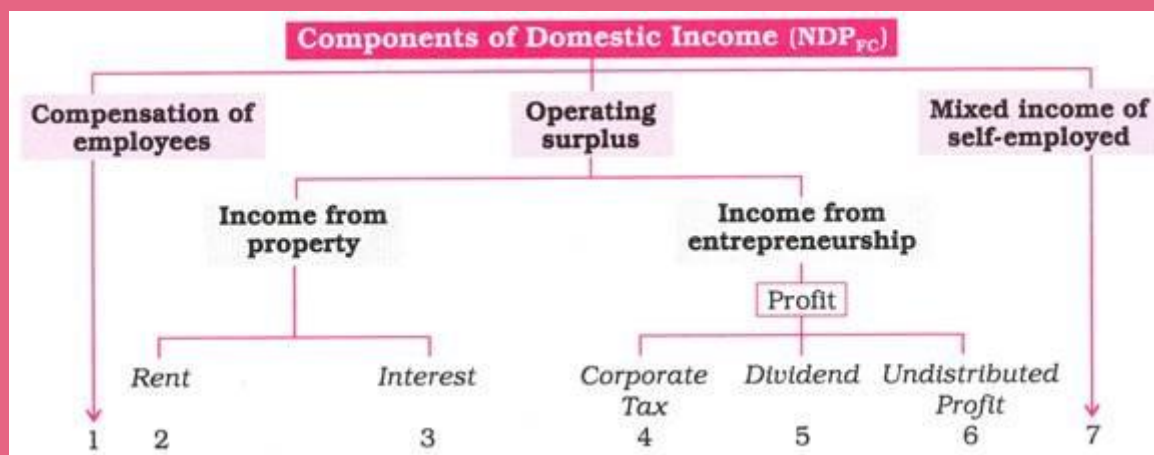 Components of Domestic Income (NDP_FC)
Compensation of
employees
Operating
surplus
Mixed income of
self-employed
Income from
property
Income from
entrepreneurship
Profit
Rent
Interest
Corporate
Tax
Dividend
Undistributed
Profit
1 2 3 4 5 6 7